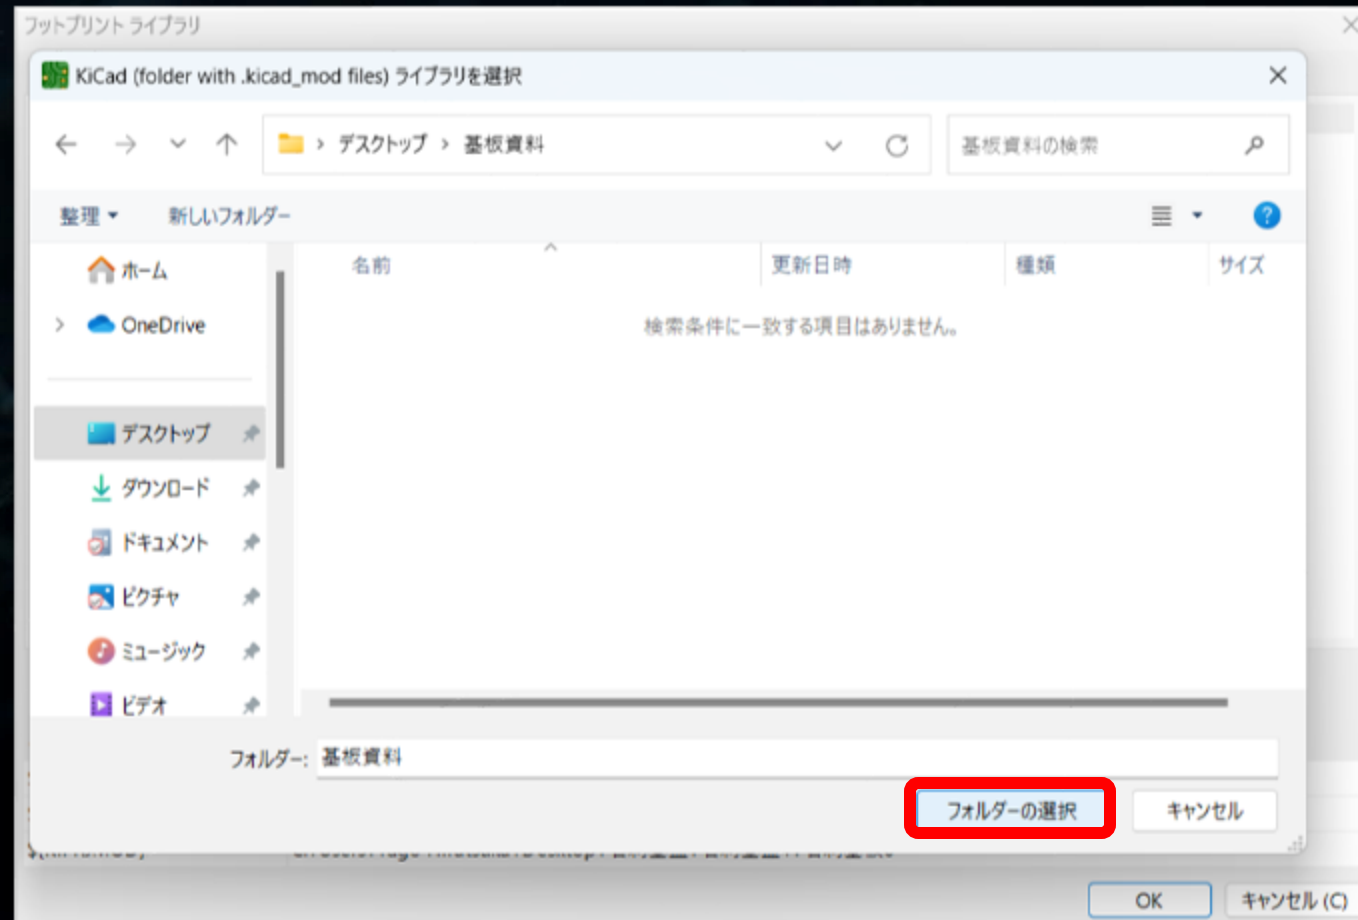 フットプリント ライブラリ
KiCad (folder with .kicad_mod files) ライブラリを選択
デスクトップ › 基板資料
基板資料の検索
整理
新しいフォルダー
ホーム
OneDrive
デスクトップ
ダウンロード
ドキュメント
ピクチャ
ミュージック
ビデオ
名前 更新日時 種類 サイズ
検索条件に一致する項目はありません。
フォルダー: 基板資料
フォルダーの選択 キャンセル
OK キャンセル (C)